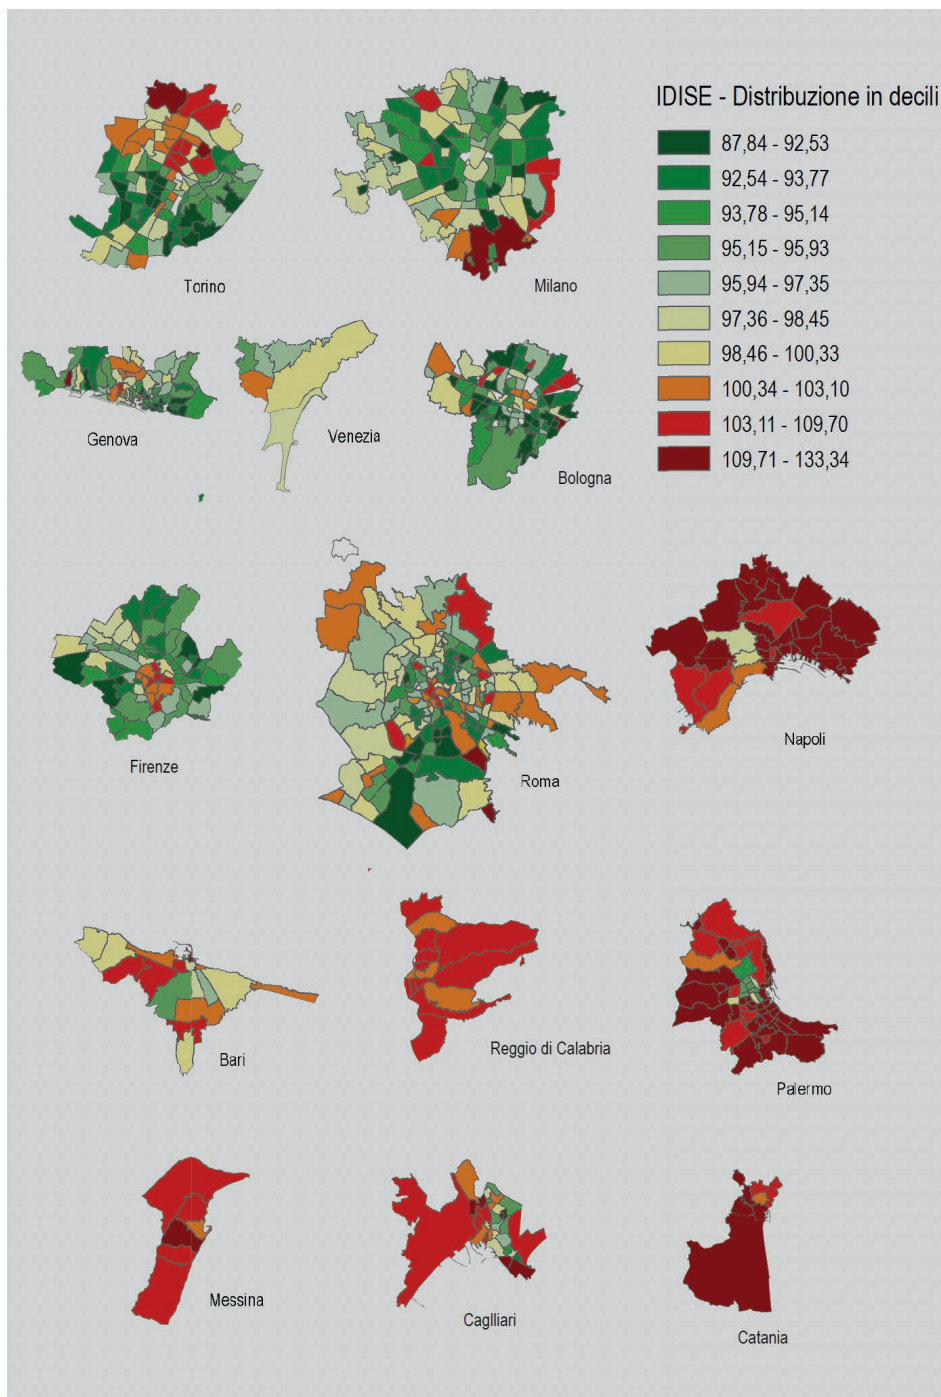 IDISE - Distribuzione in decili
87,84 - 92,53
92,54 - 93,77
93,78 - 95,14
95,15 - 95,93
95,94 - 97,35
97,36 - 98,45
98,46 - 100,33
100,34 - 103,10
103,11 - 109,70
109,71 - 133,34
Torino
Milano
Genova
Venezia
Bologna
Firenze
Roma
Napoli
Bari
Reggio di Calabria
Palermo
Messina
Caglliari
Catania